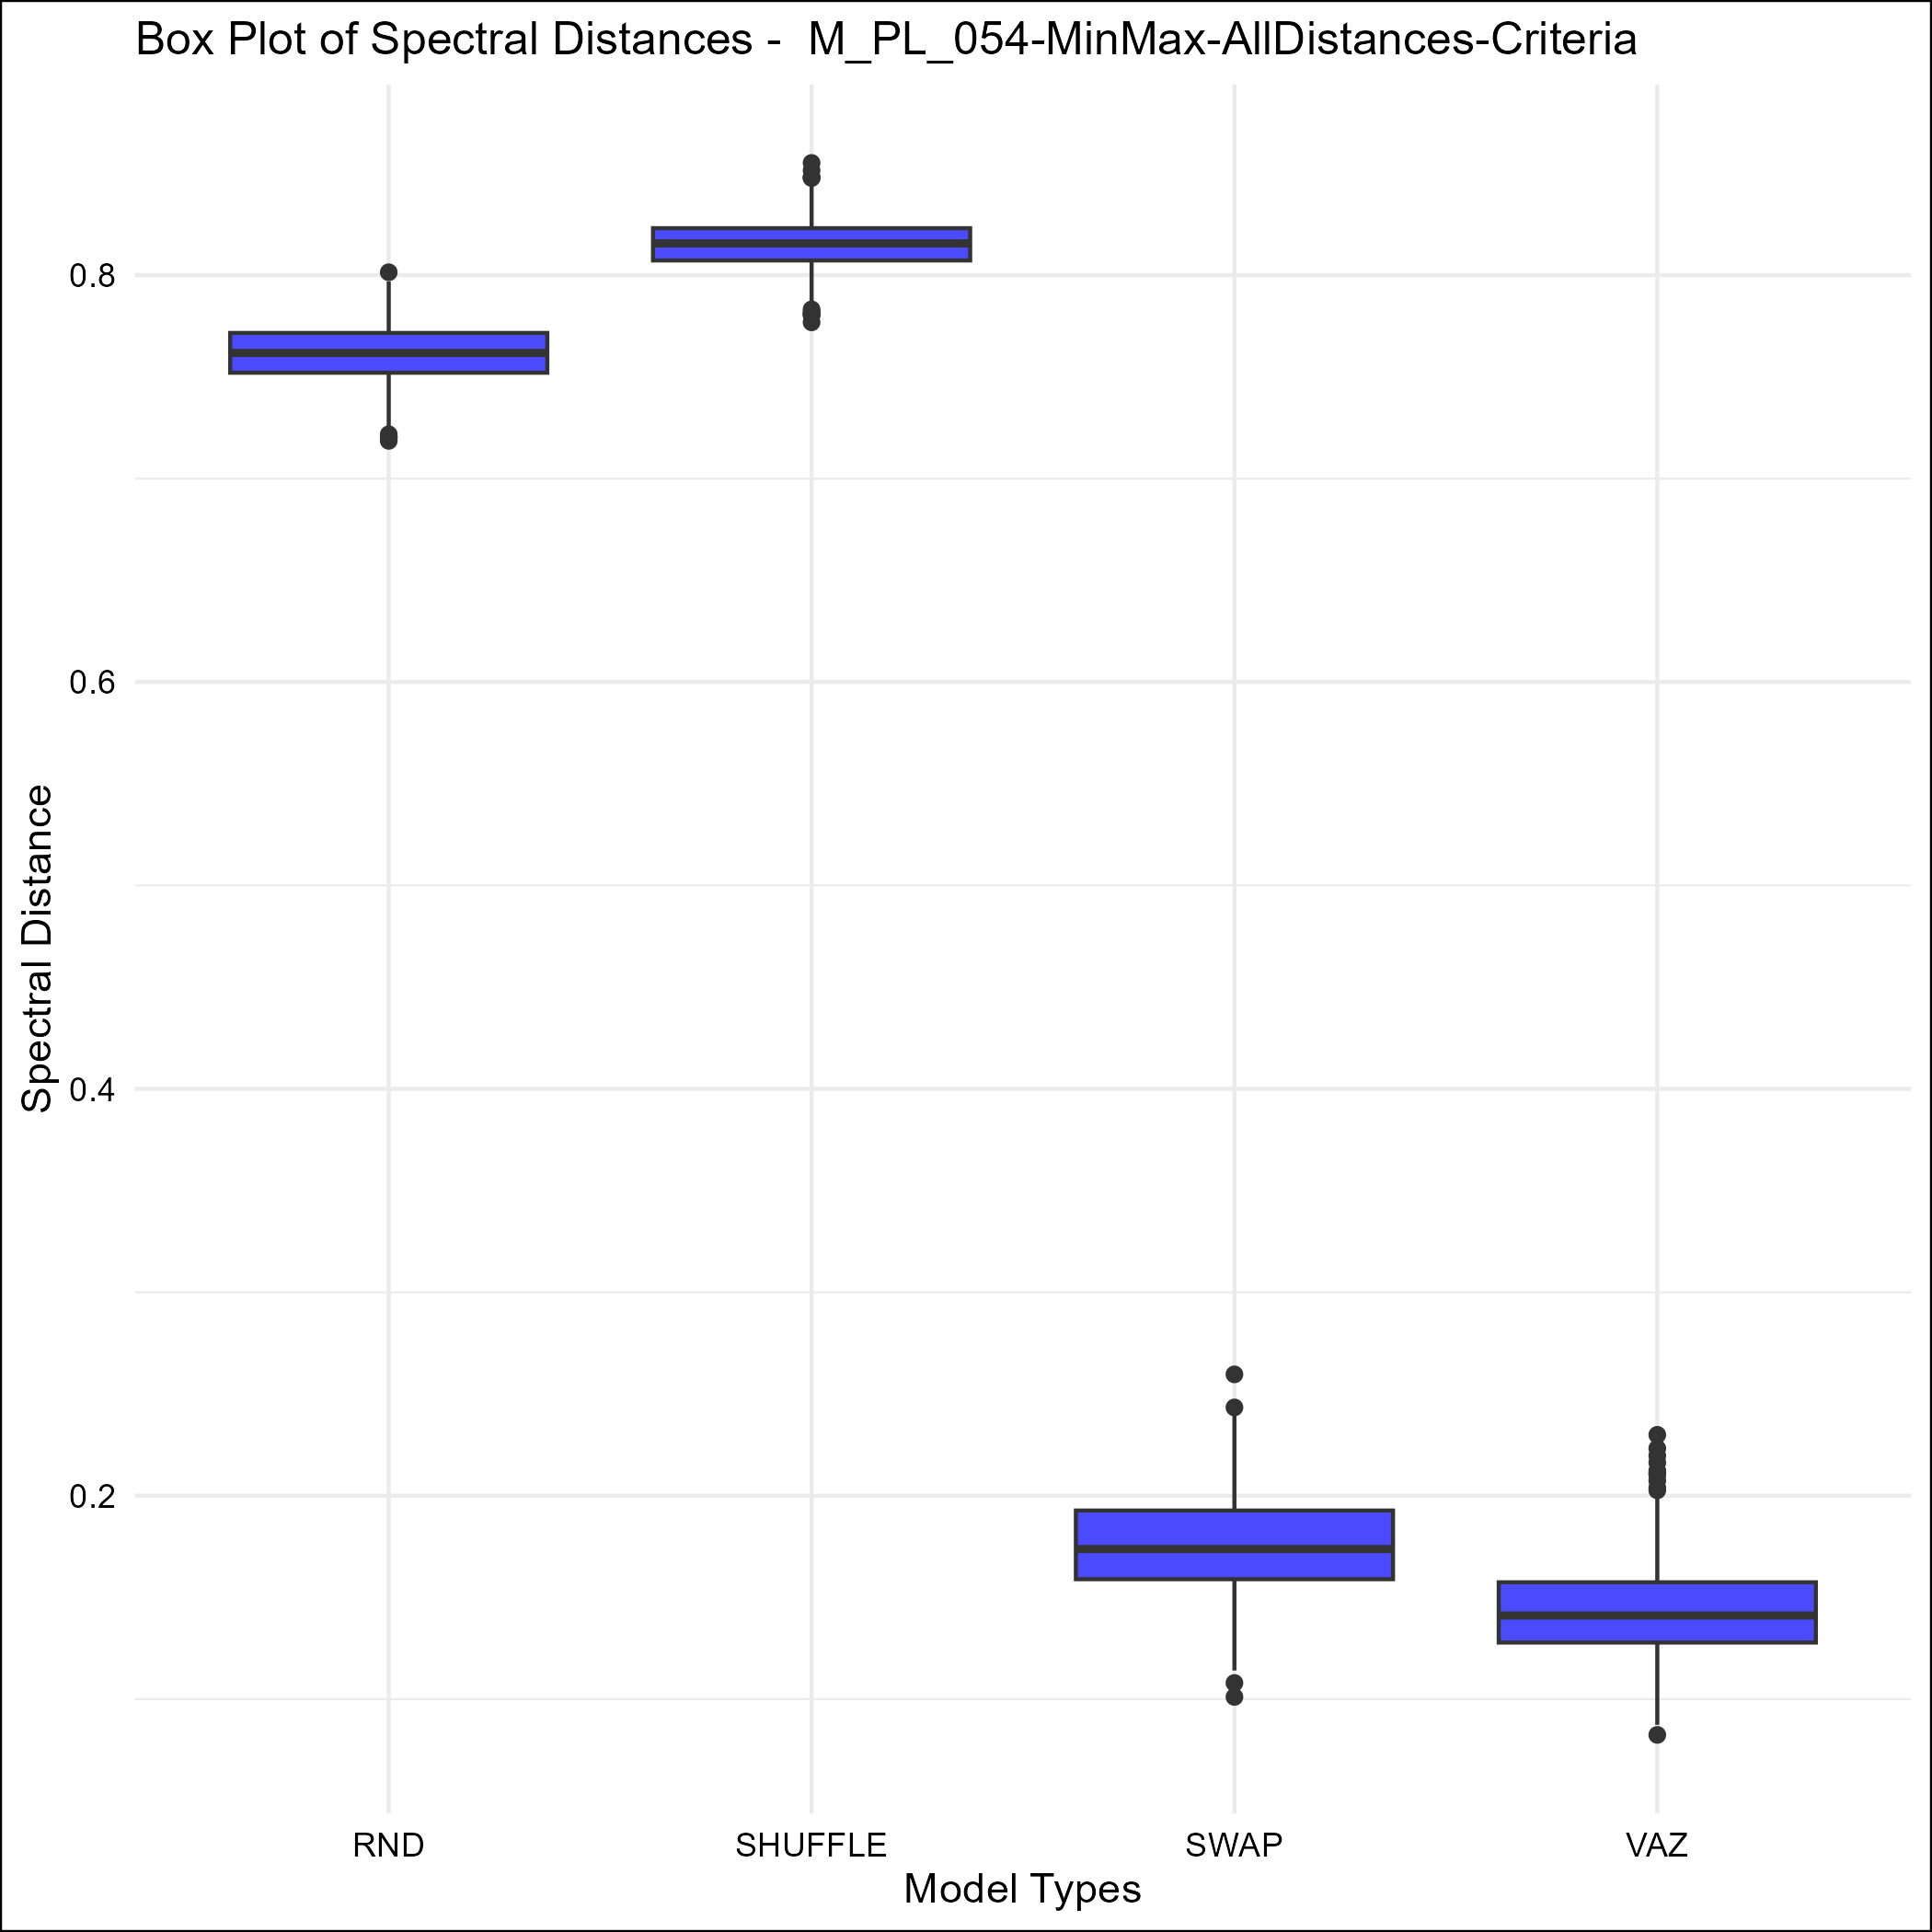 Box Plot of Spectral Distances -  M_PL_054-MinMax-AllDistances-Criteria
Spectral Distance
0.8
0.6
0.4
0.2
RND SHUFFLE SWAP VAZ
Model Types